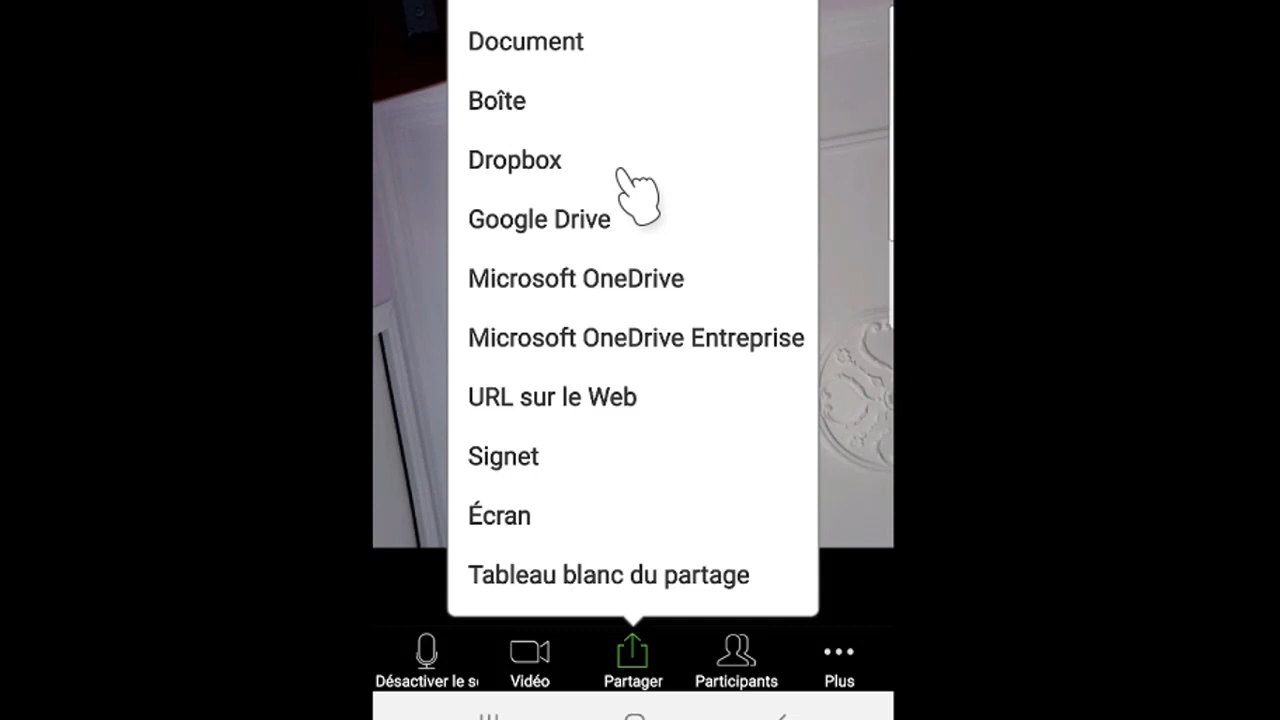 Document
Boîte
Dropbox
Google Drive
Microsoft OneDrive
Microsoft OneDrive Entreprise
URL sur le Web
Signet
Écran
Tableau blanc du partage
Désactiver le s
Vidéo
Partager
Participants
Plus